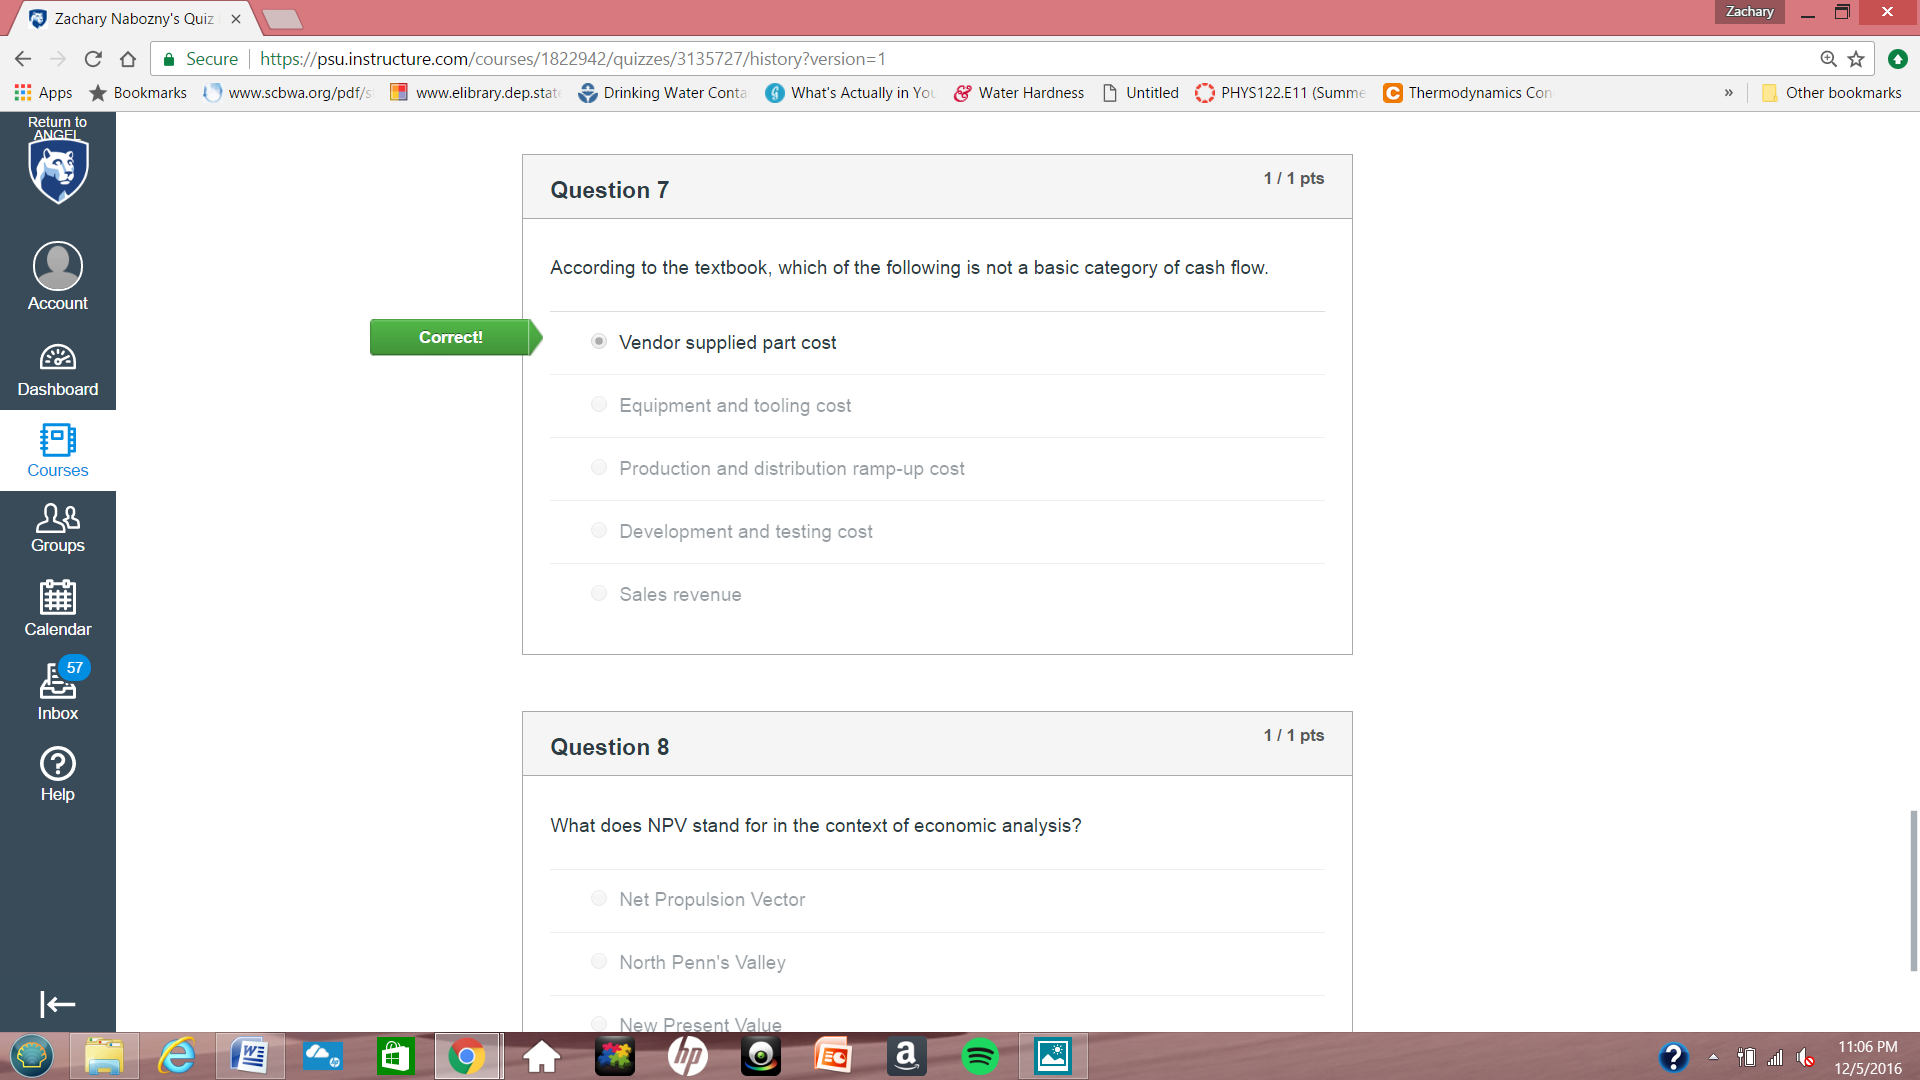 Zachary Nabozny's Quiz
Zachary
Secure
https://psu.instructure.com/courses/1822942/quizzes/3135727/history?version=1
Apps
Bookmarks
www.scbwa.org/pdf/s
www.elibrary.dep.stat
Drinking Water Conta
What's Actually in You
Water Hardness
Untitled
PHYS122.E11 (Summe
Thermodynamics Con
»
Other bookmarks
Return to
ANGEL
Account
Dashboard
Courses
Groups
Calendar
57
Inbox
Help
Question 7
1 / 1 pts
According to the textbook, which of the following is not a basic category of cash flow.
Correct!
Vendor supplied part cost
Equipment and tooling cost
Production and distribution ramp-up cost
Development and testing cost
Sales revenue
Question 8
1 / 1 pts
What does NPV stand for in the context of economic analysis?
Net Propulsion Vector
North Penn's Valley
New Present Value
11:06 PM
12/5/2016